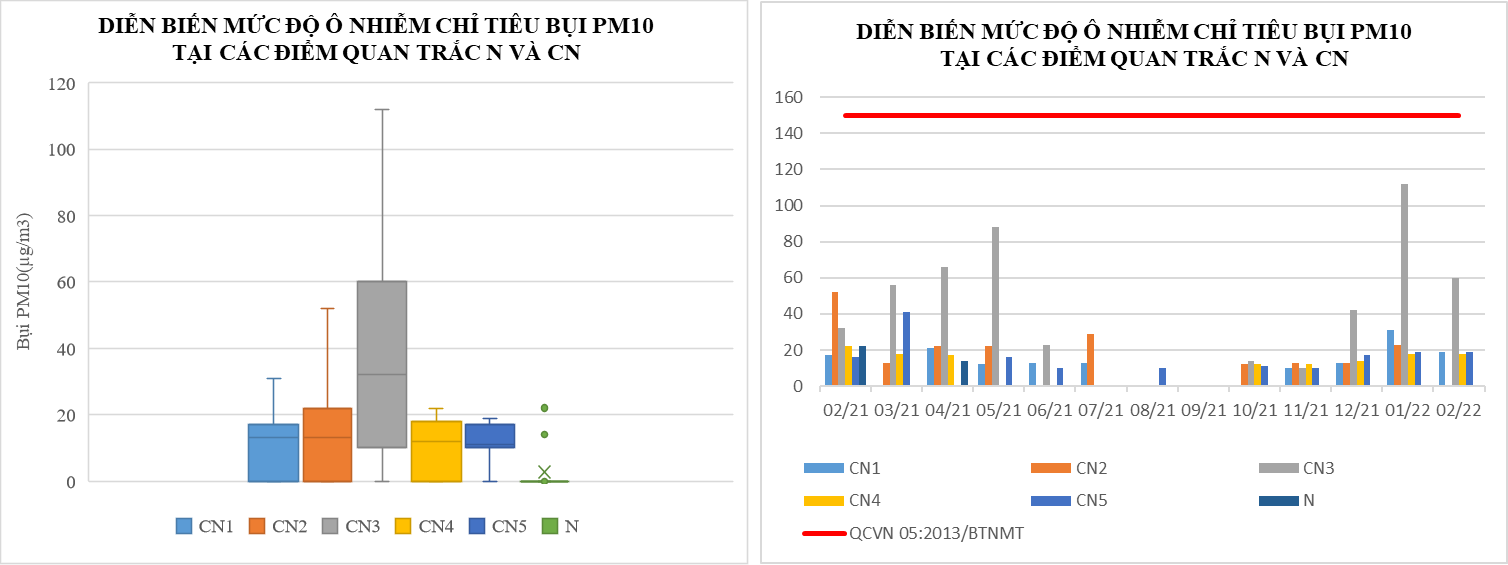 DIỄN BIẾN MỨC ĐỘ Ô NHIỄM CHỈ TIÊU BỤI PM10
TẠI CÁC ĐIỂM QUAN TRẮC N VÀ CN
120
100
80
60
40
20
0
Bụi PM10(µg/m3)
CN1 CN2 CN3 CN4 CN5 N
DIỄN BIẾN MỨC ĐỘ Ô NHIỄM CHỈ TIÊU BỤI PM10
TẠI CÁC ĐIỂM QUAN TRẮC N VÀ CN
160
140
120
100
80
60
40
20
0
02/21 03/21 04/21 05/21 06/21 07/21 08/21 09/21 10/21 11/21 12/21 01/22 02/22
CN1 CN2 CN3
CN4 CN5 N
QCVN 05:2013/BTNMT